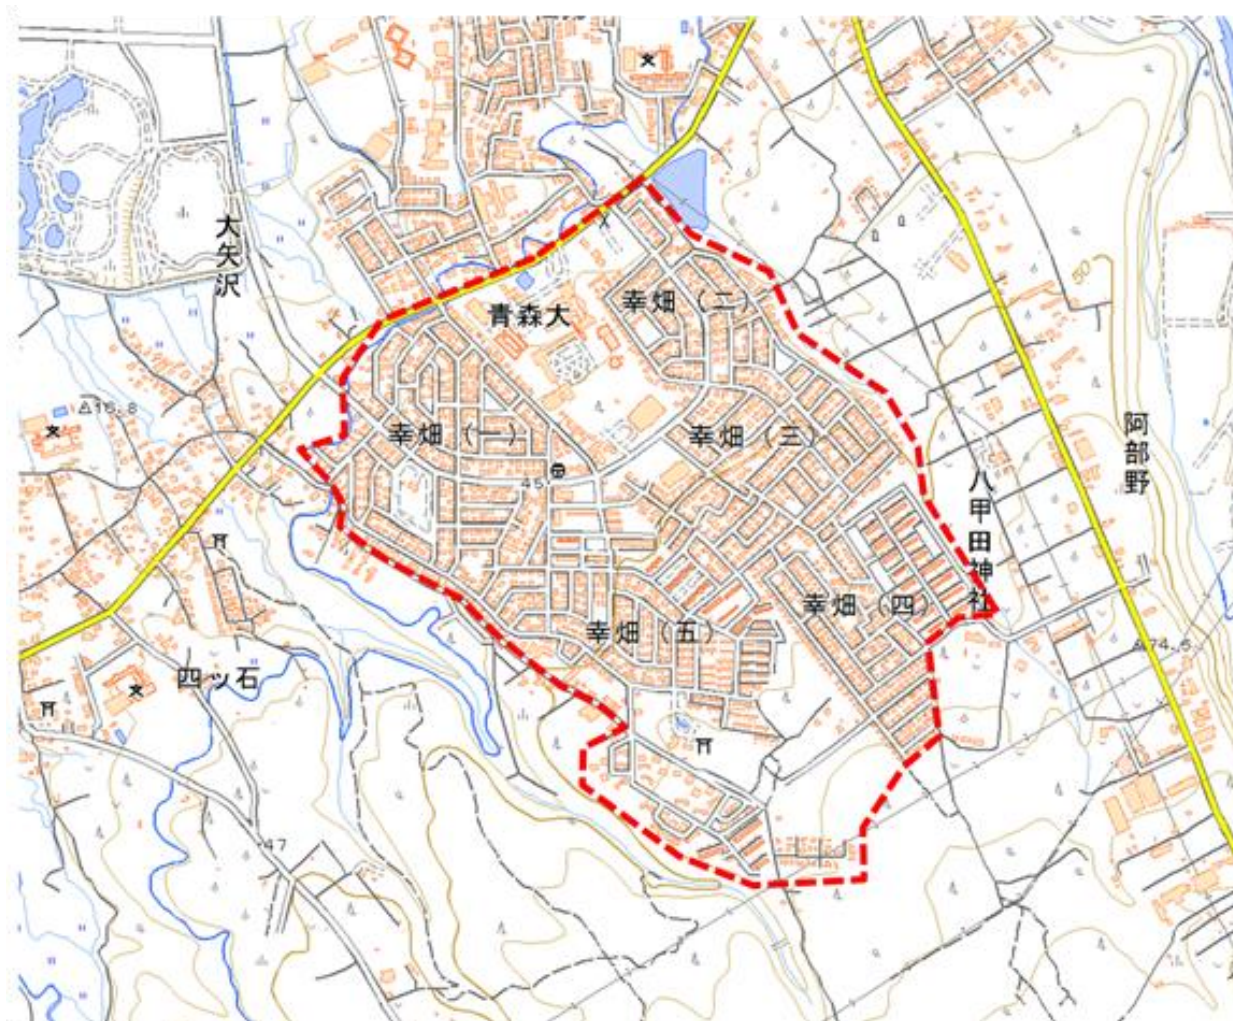 大矢沢
青森大
幸畑（二）
16.8
幸畑（一）
幸畑（三）
阿部野
45
八甲田神社
幸畑（四）
幸畑（五）
74.6
四ッ石
47
50